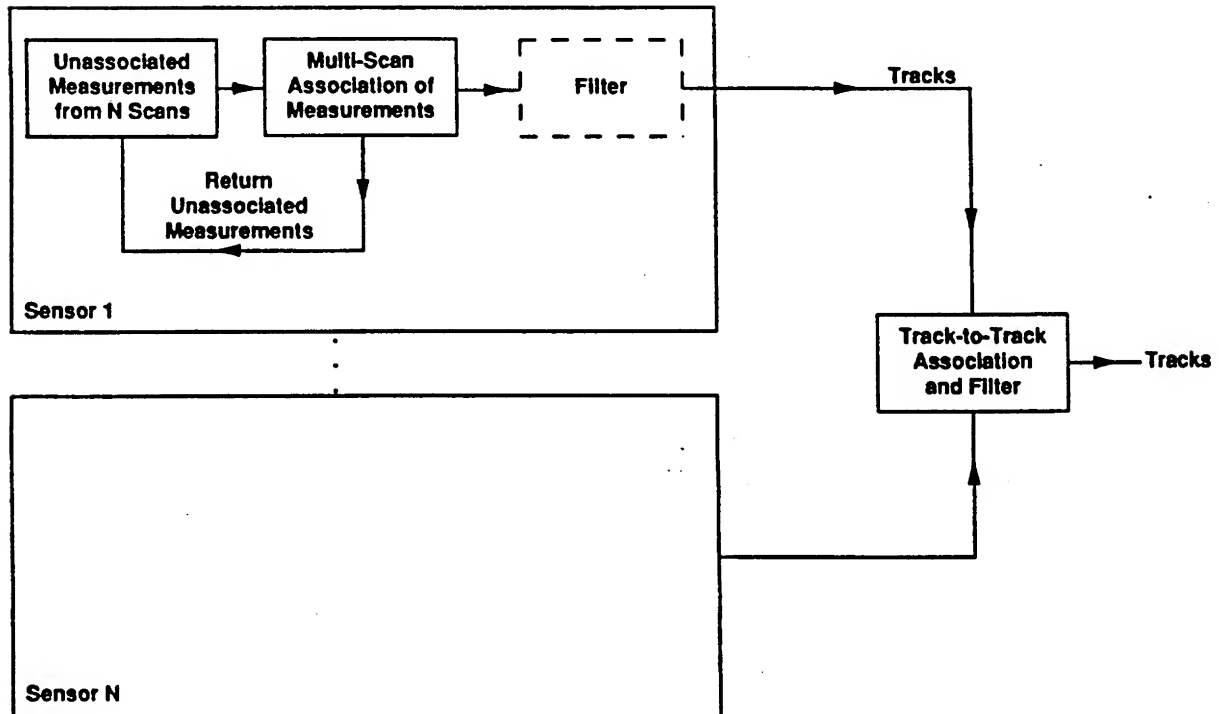 Unassociated
Measurements
from N Scans
Multi-Scan
Association of
Measurements
Filter
Tracks
Return
Unassociated
Measurements
Sensor 1
Track-to-Track
Association
and Filter
Tracks
Sensor N